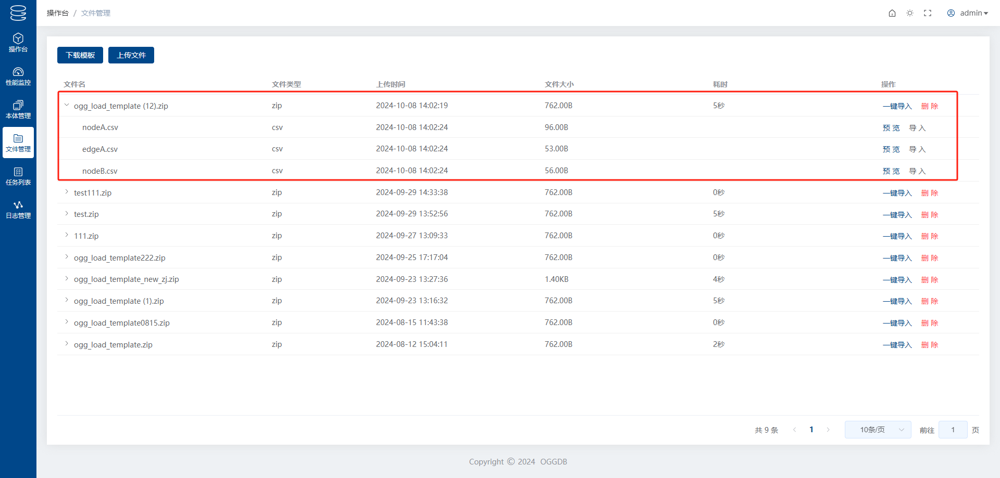 操作台 / 文件管理
admin
操作台
性能监控
本体管理
文件管理
任务列表
日志管理
下载模板 上传文件
文件名 文件类型 上传时间 文件大小 耗时 操作
ogg_load_template (12).zip zip 2024-10-08 14:02:19 762.00B 5秒 一键导入 删 除
nodeA.csv csv 2024-10-08 14:02:24 96.00B 预 览 导 入
edgeA.csv csv 2024-10-08 14:02:24 53.00B 预 览 导 入
nodeB.csv csv 2024-10-08 14:02:24 56.00B 预 览 导 入
test111.zip zip 2024-09-29 14:33:38 762.00B 0秒 一键导入 删 除
test.zip zip 2024-09-29 13:52:56 762.00B 5秒 一键导入 删 除
111.zip zip 2024-09-27 13:09:33 762.00B 0秒 一键导入 删 除
ogg_load_template222.zip zip 2024-09-25 17:17:04 762.00B 0秒 一键导入 删 除
ogg_load_template_new_zj.zip zip 2024-09-23 13:27:36 1.40KB 4秒 一键导入 删 除
ogg_load_template (1).zip zip 2024-09-23 13:16:32 762.00B 5秒 一键导入 删 除
ogg_load_template0815.zip zip 2024-08-15 11:43:38 762.00B 0秒 一键导入 删 除
ogg_load_template.zip zip 2024-08-12 15:04:11 762.00B 2秒 一键导入 删 除
共 9 条 1 10条/页 前往 1 页
Copyright © 2024 OGGDB